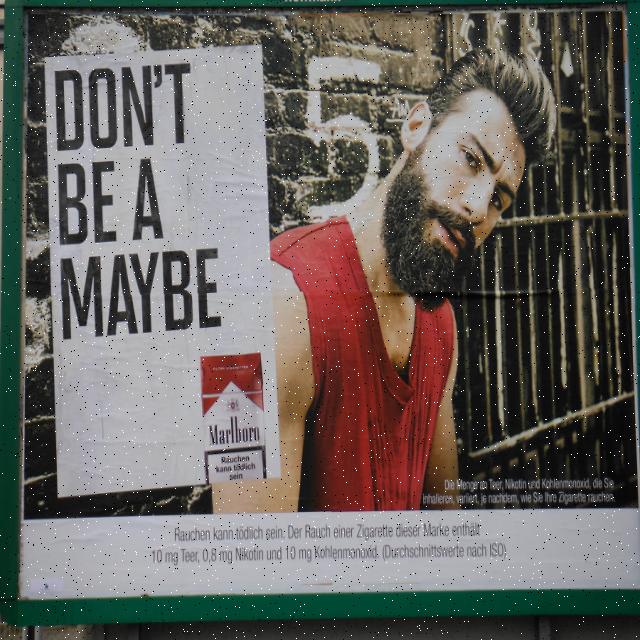 DON'T
BE A
MAYBE
5
Marlboro
Rauchen
kann tödlich
sein
Die Menge an Teer, Nikotin und Kohlenmonoxid, die Sie
inhalieren, variiert, je nachdem, wie Sie Ihre Zigarette rauchen.
Rauchen kann tödlich sein: Der Rauch einer Zigarette dieser Marke enthält
10 mg Teer, 0,8 mg Nikotin und 10 mg Kohlenmonoxid. (Durchschnittswerte nach ISO)